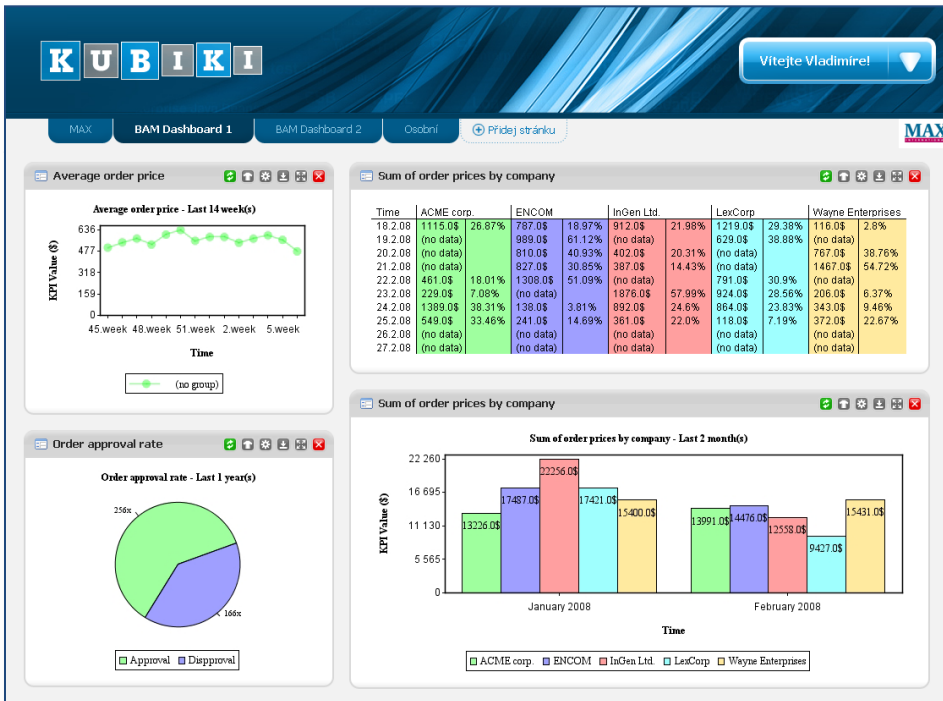 KUBIKI
Vítejte Vladimíre!
MAX BAM Dashboard 1 BAM Dashboard 2 Osobní Přidej stránku
MAX
Average order price
Average order price - Last 14 week(s)
KPI Value ($)
636
477
318
159
0
45.week 48.week 51.week 2.week 5.week
Time
(no group)
Sum of order prices by company
Time ACME corp. ENCOM InGen Ltd. LexCorp Wayne Enterprises
18.2.08 1115.0$ 26.87% 787.0$ 18.97% 912.0$ 21.98% 1219.0$ 29.38% 116.0$ 2.8%
19.2.08 (no data) 989.0$ 61.12% (no data) 629.0$ 38.88% (no data)
20.2.08 (no data) 810.0$ 40.93% 402.0$ 20.31% (no data) 767.0$ 38.76%
21.2.08 (no data) 827.0$ 30.85% 387.0$ 14.43% (no data) 1467.0$ 54.72%
22.2.08 461.0$ 18.01% 1308.0$ 51.09% (no data) 791.0$ 30.9% (no data)
23.2.08 229.0$ 7.08% (no data) 1876.0$ 57.99% 924.0$ 28.56% 206.0$ 6.37%
24.2.08 1389.0$ 38.31% 138.0$ 3.81% 892.0$ 24.6% 864.0$ 23.83% 343.0$ 9.46%
25.2.08 549.0$ 33.46% 241.0$ 14.69% 361.0$ 22.0% 118.0$ 7.19% 372.0$ 22.67%
26.2.08 (no data) (no data) (no data) (no data) (no data)
27.2.08 (no data) (no data) (no data) (no data) (no data)
Order approval rate
Order approval rate - Last 1 year(s)
256x
166x
Approval Dispproval
Sum of order prices by company
Sum of order prices by company - Last 2 month(s)
KPI Value ($)
22 260
16 695
11 130
5 565
0
13226.0$ 17487.0$ 22256.0$ 17421.0$ 15400.0$ 13991.0$ 14476.0$ 12558.0$ 9427.0$ 15431.0$
January 2008 February 2008
Time
ACME corp. ENCOM InGen Ltd. LexCorp Wayne Enterprises